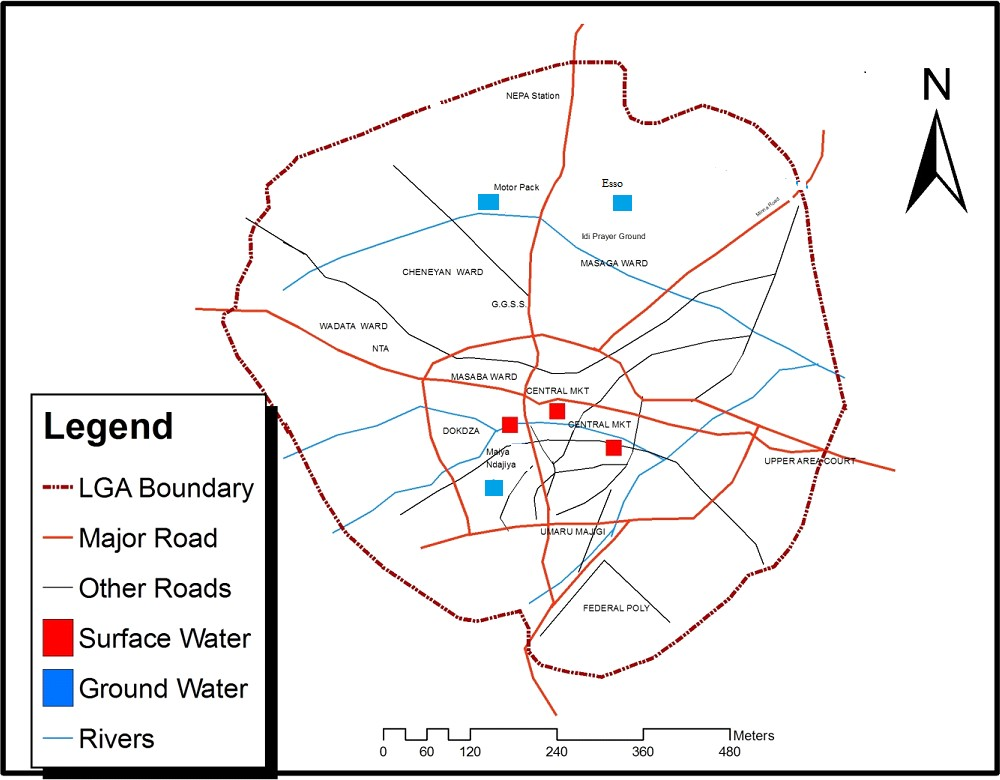 N
NEPA Station
Motor Pack
Esso
Minna Road
Idi Prayer Ground
MASAGA WARD
CHENEYAN WARD
G.G.S.S.
WADATA WARD
NTA
MASABA WARD
CENTRAL MKT
CENTRAL MKT
DOKDZA
Maiya
Ndajiya
UPPER AREA COURT
UMARU MAJIGI
FEDERAL POLY
Legend
LGA Boundary
Major Road
Other Roads
Surface Water
Ground Water
Rivers
Meters
0 60 120 240 360 480